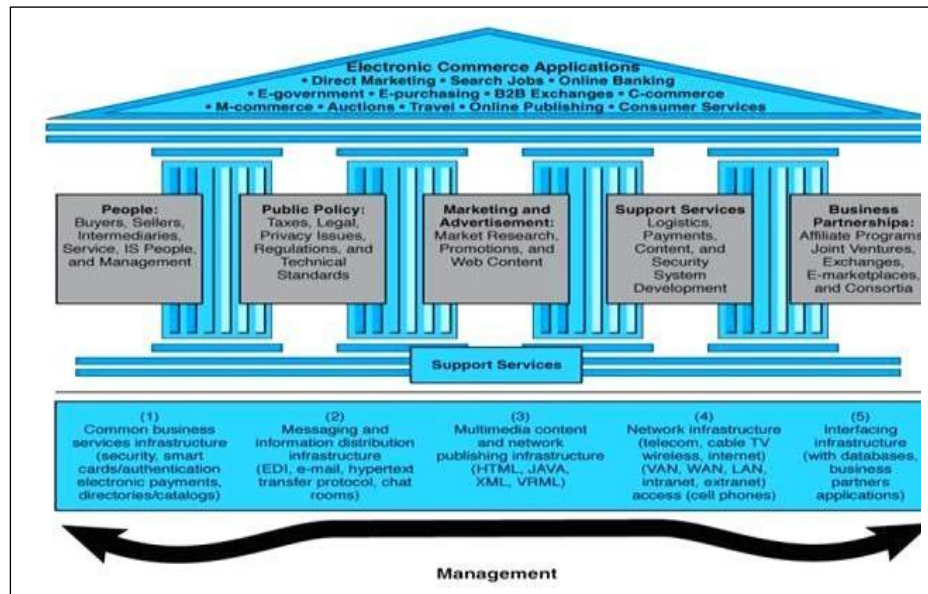 Electronic Commerce Applications
• Direct Marketing • Search Jobs • Online Banking
• E-government • E-purchasing • B2B Exchanges • C-commerce
• M-commerce • Auctions • Travel • Online Publishing • Consumer Services
People:
Buyers, Sellers,
Intermediaries,
Service, IS People,
and Management
Public Policy:
Taxes, Legal,
Privacy Issues,
Regulations, and
Technical
Standards
Marketing and
Advertisement:
Market Research,
Promotions, and
Web Content
Support Services
Logistics,
Payments,
Content, and
Security
System
Development
Business
Partnerships:
Affiliate Programs
Joint Ventures,
Exchanges,
E-marketplaces,
and Consortia
Support Services
(1)
Common business
services infrastructure
(security, smart
cards/authentication
electronic payments,
directories/catalogs)
(2)
Messaging and
information distribution
infrastructure
(EDI, e-mail, hypertext
transfer protocol, chat
rooms)
(3)
Multimedia content
and network
publishing infrastructure
(HTML, JAVA,
XML, VRML)
(4)
Network infrastructure
(telecom, cable TV
wireless, internet)
(VAN, WAN, LAN,
intranet, extranet)
access (cell phones)
(5)
Interfacing
infrastructure
(with databases,
business
partners
applications)
Management